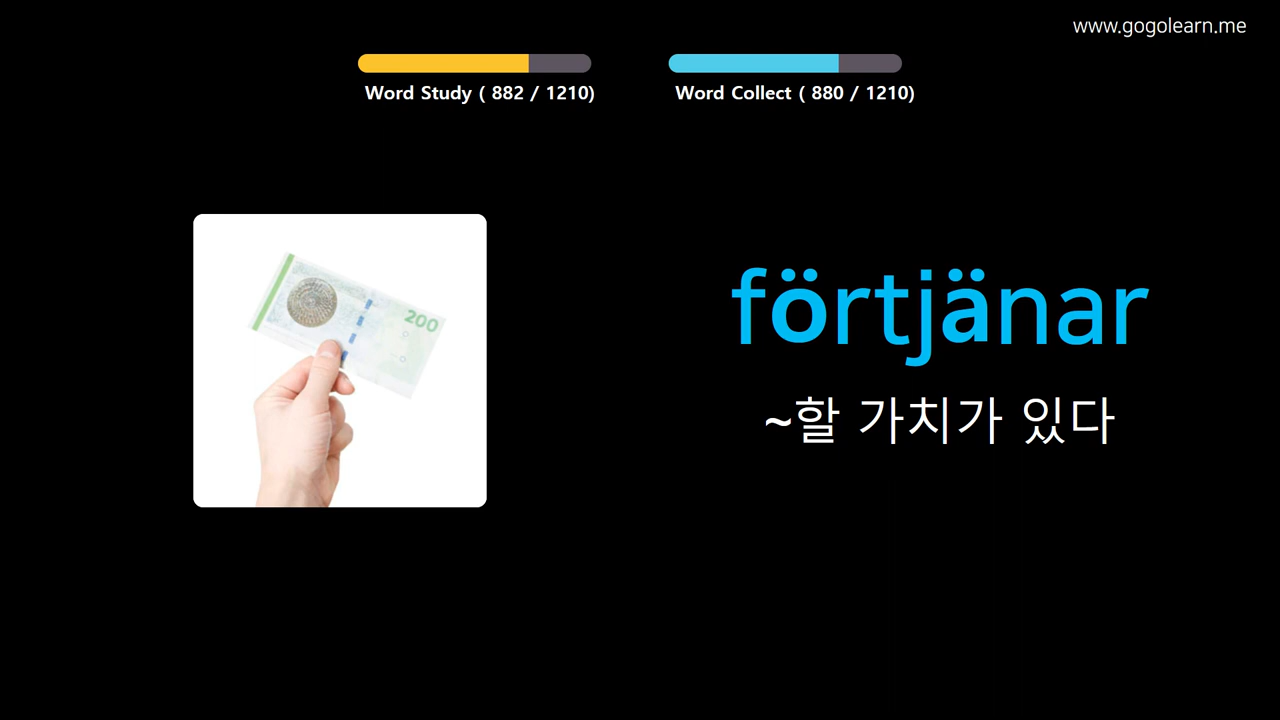 www.gogolearn.me
Word Study ( 882 / 1210)
Word Collect ( 880 / 1210)
200
förtjänar
~할 가치가 있다